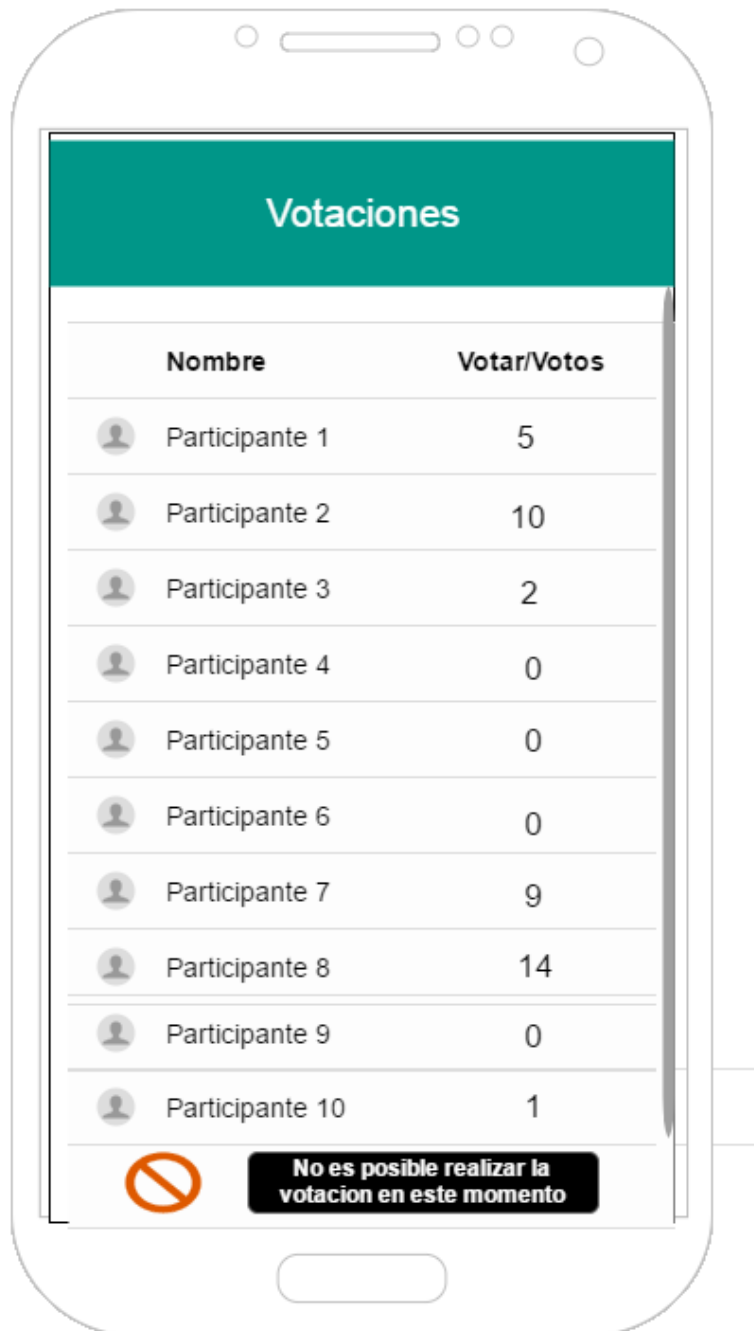 Votaciones
Nombre Votar/Votos
Participante 1 5
Participante 2 10
Participante 3 2
Participante 4 0
Participante 5 0
Participante 6 0
Participante 7 9
Participante 8 14
Participante 9 0
Participante 10 1
No es posible realizar la
votacion en este momento